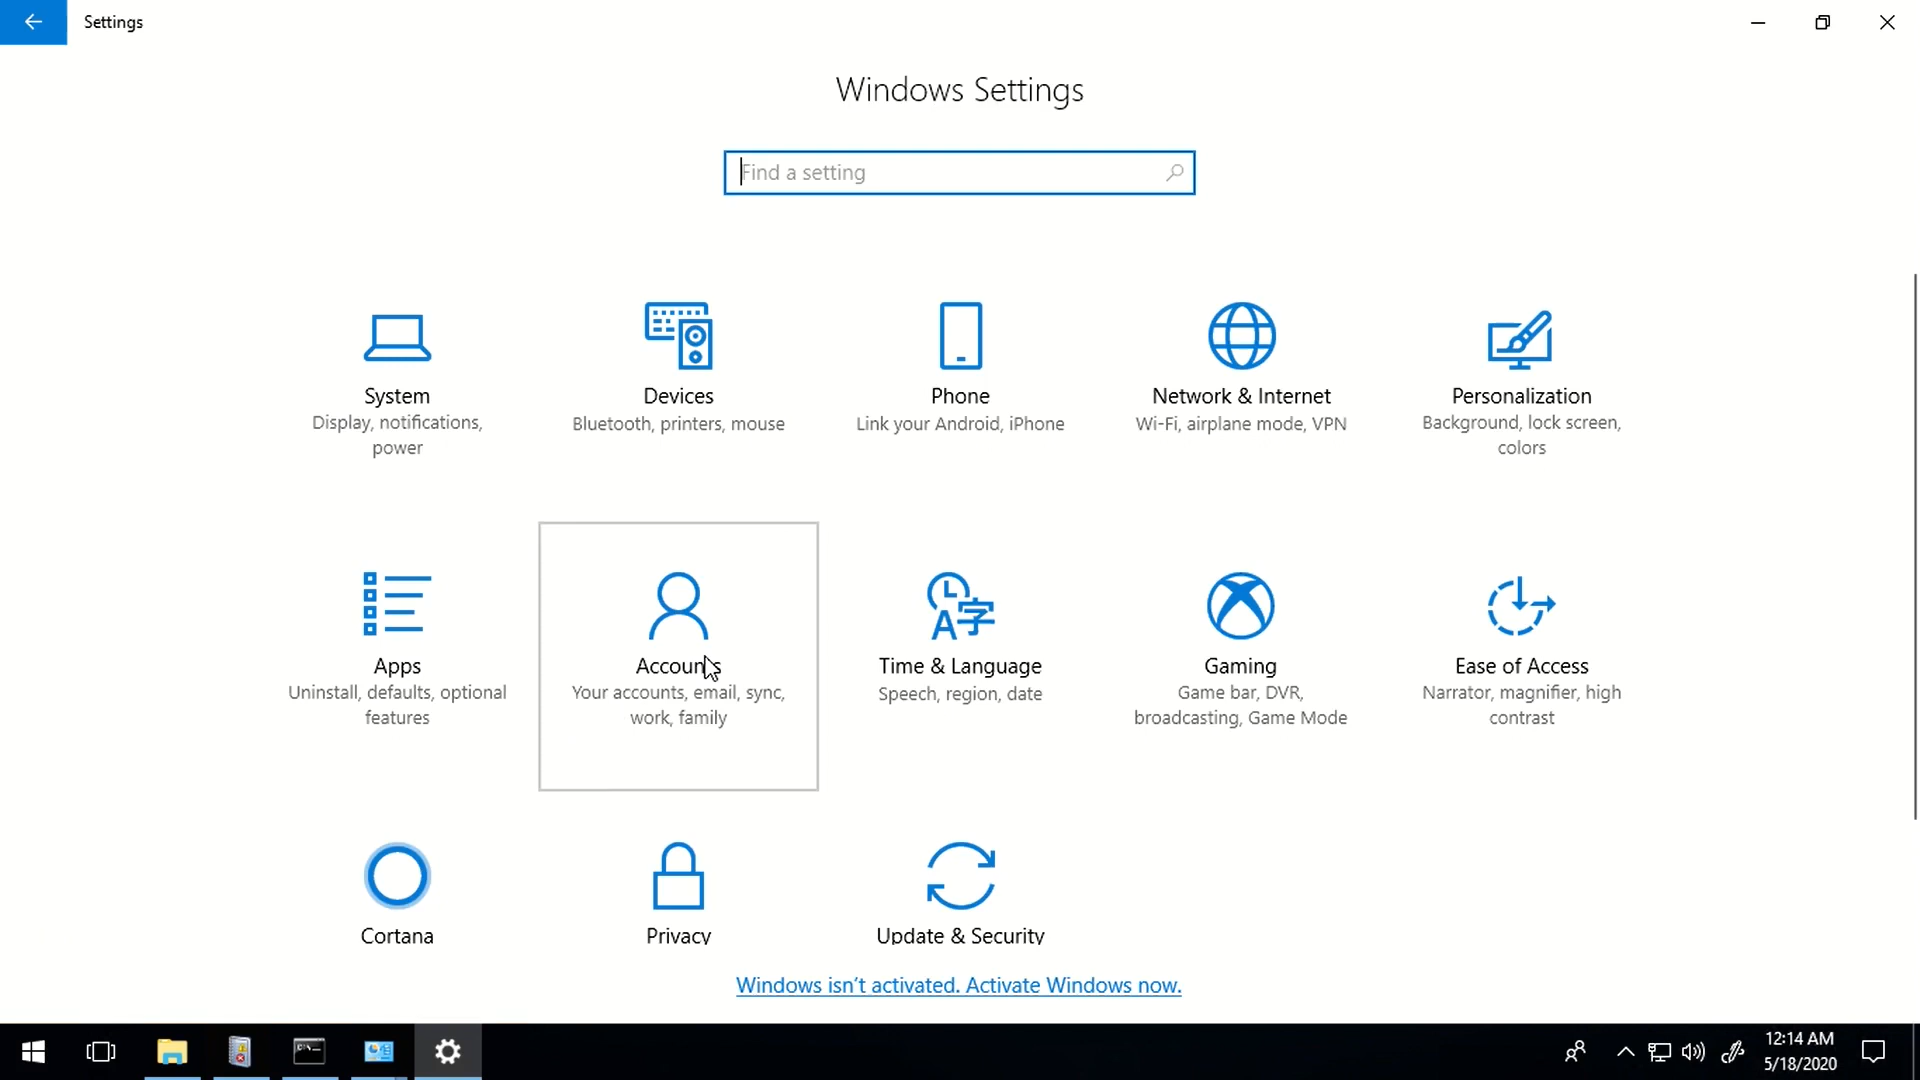 Settings
Windows Settings
Find a setting
System
Display, notifications,
power
Devices
Bluetooth, printers, mouse
Phone
Link your Android, iPhone
Network & Internet
Wi-Fi, airplane mode, VPN
Personalization
Background, lock screen,
colors
Apps
Uninstall, defaults, optional
features
Accounts
Your accounts, email, sync,
work, family
Time & Language
Speech, region, date
Gaming
Game bar, DVR,
broadcasting, Game Mode
Ease of Access
Narrator, magnifier, high
contrast
Cortana
Privacy
Update & Security
Windows isn't activated. Activate Windows now.
12:14 AM
5/18/2020